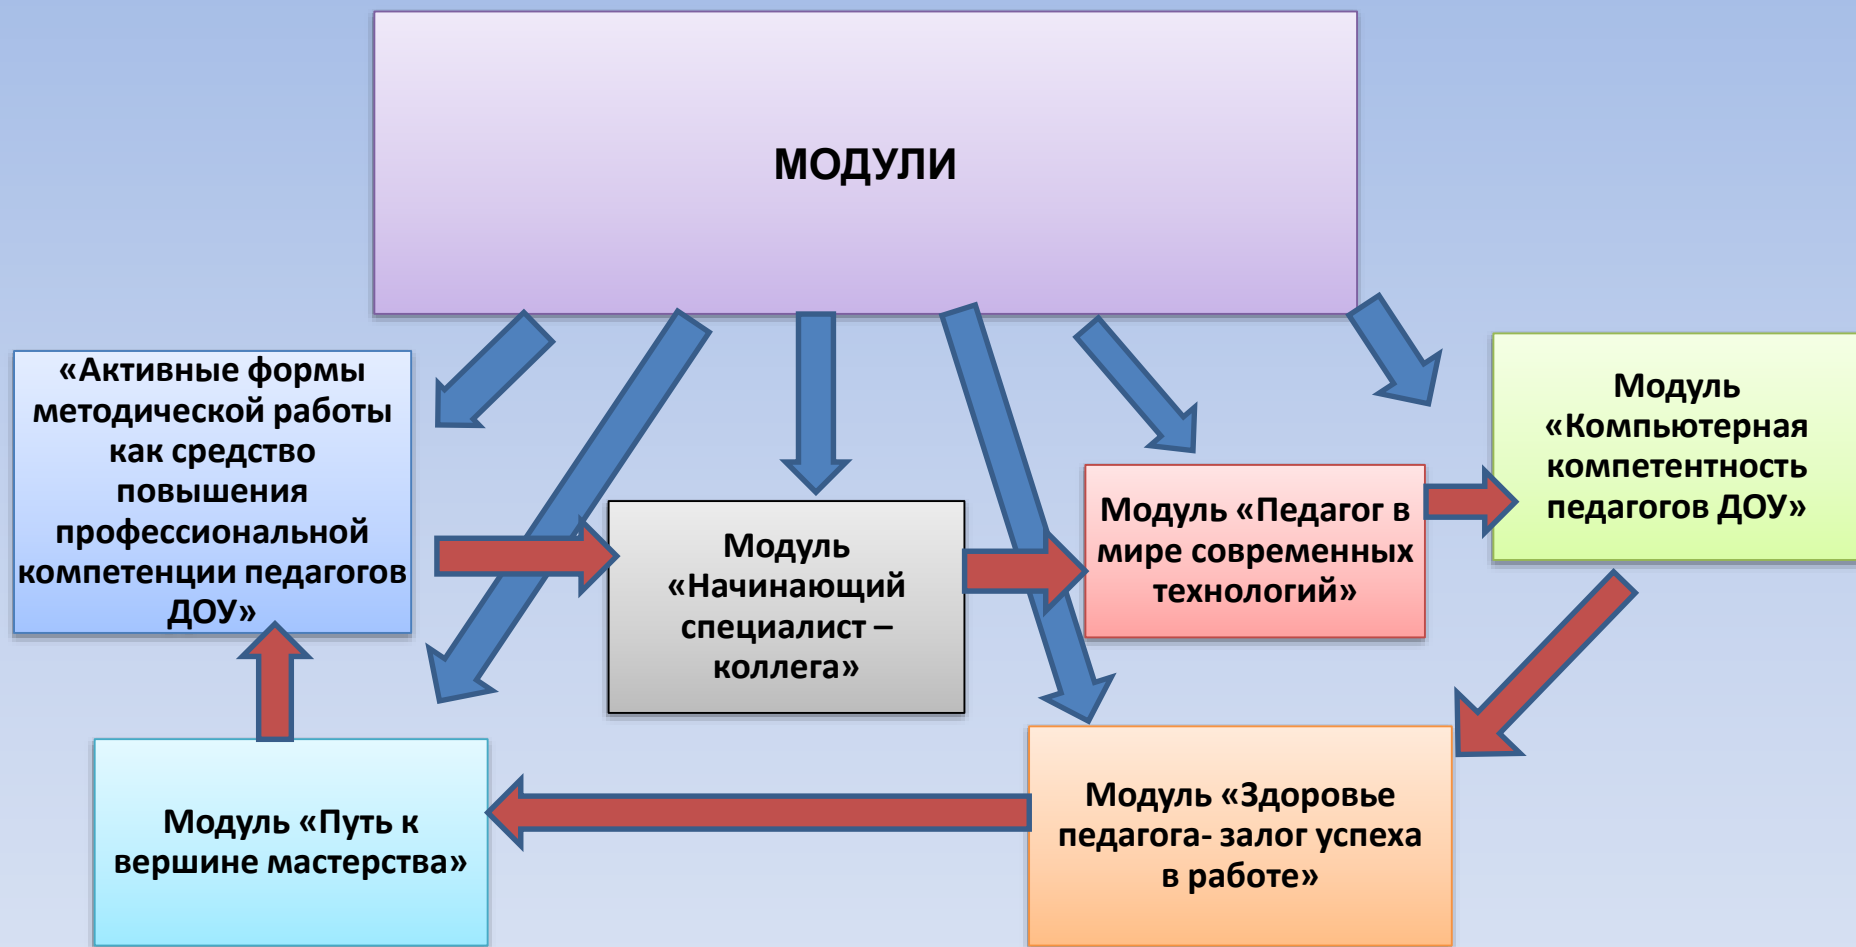 МОДУЛИ
«Активные формы
методической работы
как средство
повышения
профессиональной
компетенции педагогов
ДОУ»
Модуль
«Начинающий
специалист –
коллега»
Модуль «Педагог в
мире современных
технологий»
Модуль
«Компьютерная
компетентность
педагогов ДОУ»
Модуль «Путь к
вершине мастерства»
Модуль «Здоровье
педагога- залог успеха
в работе»